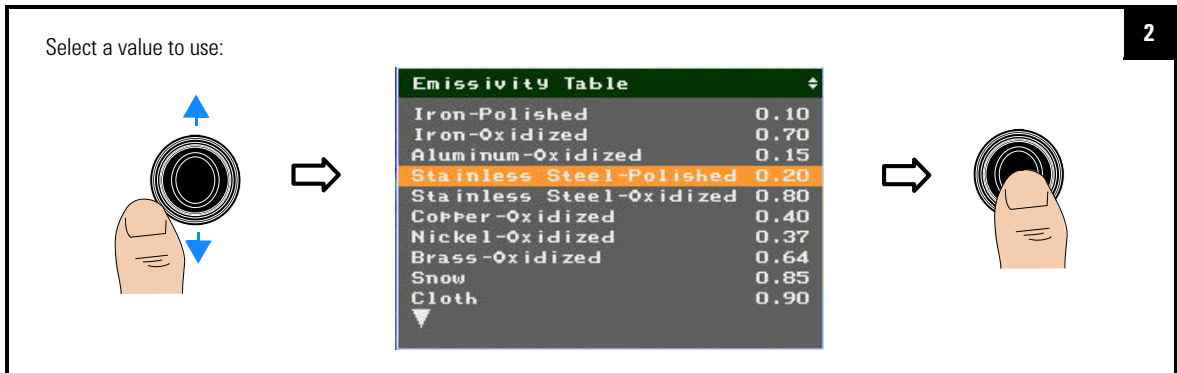 2
Select a value to use:
Emissivity Table
Iron-Polished 0.10
Iron-Oxidized 0.70
Aluminum-Oxidized 0.15
Stainless Steel-Polished 0.20
Stainless Steel-Oxidized 0.80
Copper-Oxidized 0.40
Nickel-Oxidized 0.37
Brass-Oxidized 0.64
Snow 0.85
Cloth 0.90